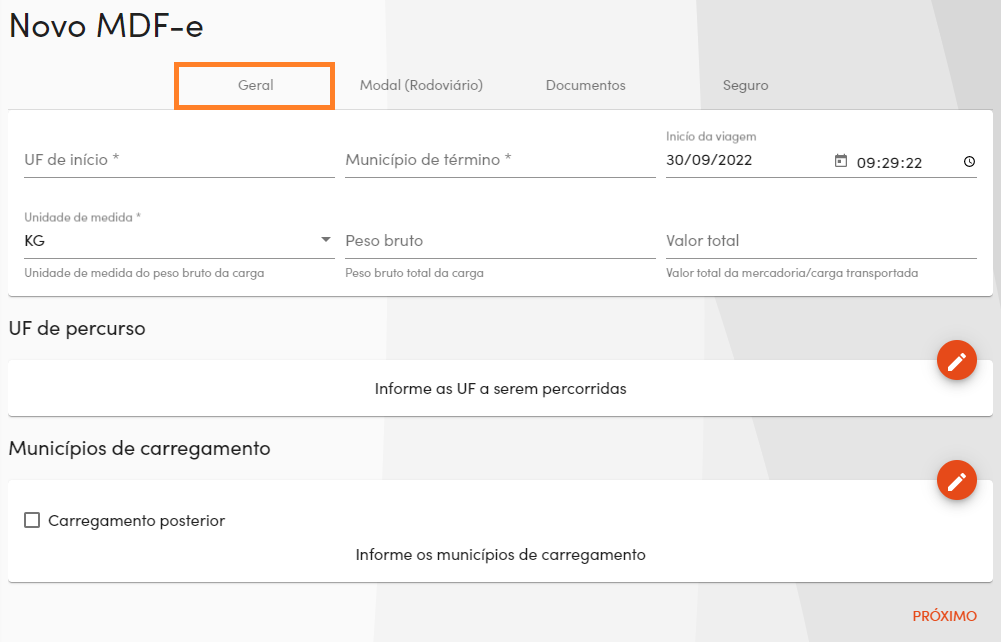 Novo MDF-e
Geral Modal (Rodoviário) Documentos Seguro
Inicío da viagem
UF de início * Município de término * 30/09/2022 09:29:22
Unidade de medida *
KG Peso bruto Valor total
Unidade de medida do peso bruto da carga Peso bruto total da carga Valor total da mercadoria/carga transportada
UF de percurso
Informe as UF a serem percorridas
Municípios de carregamento
Carregamento posterior
Informe os municípios de carregamento
PRÓXIMO